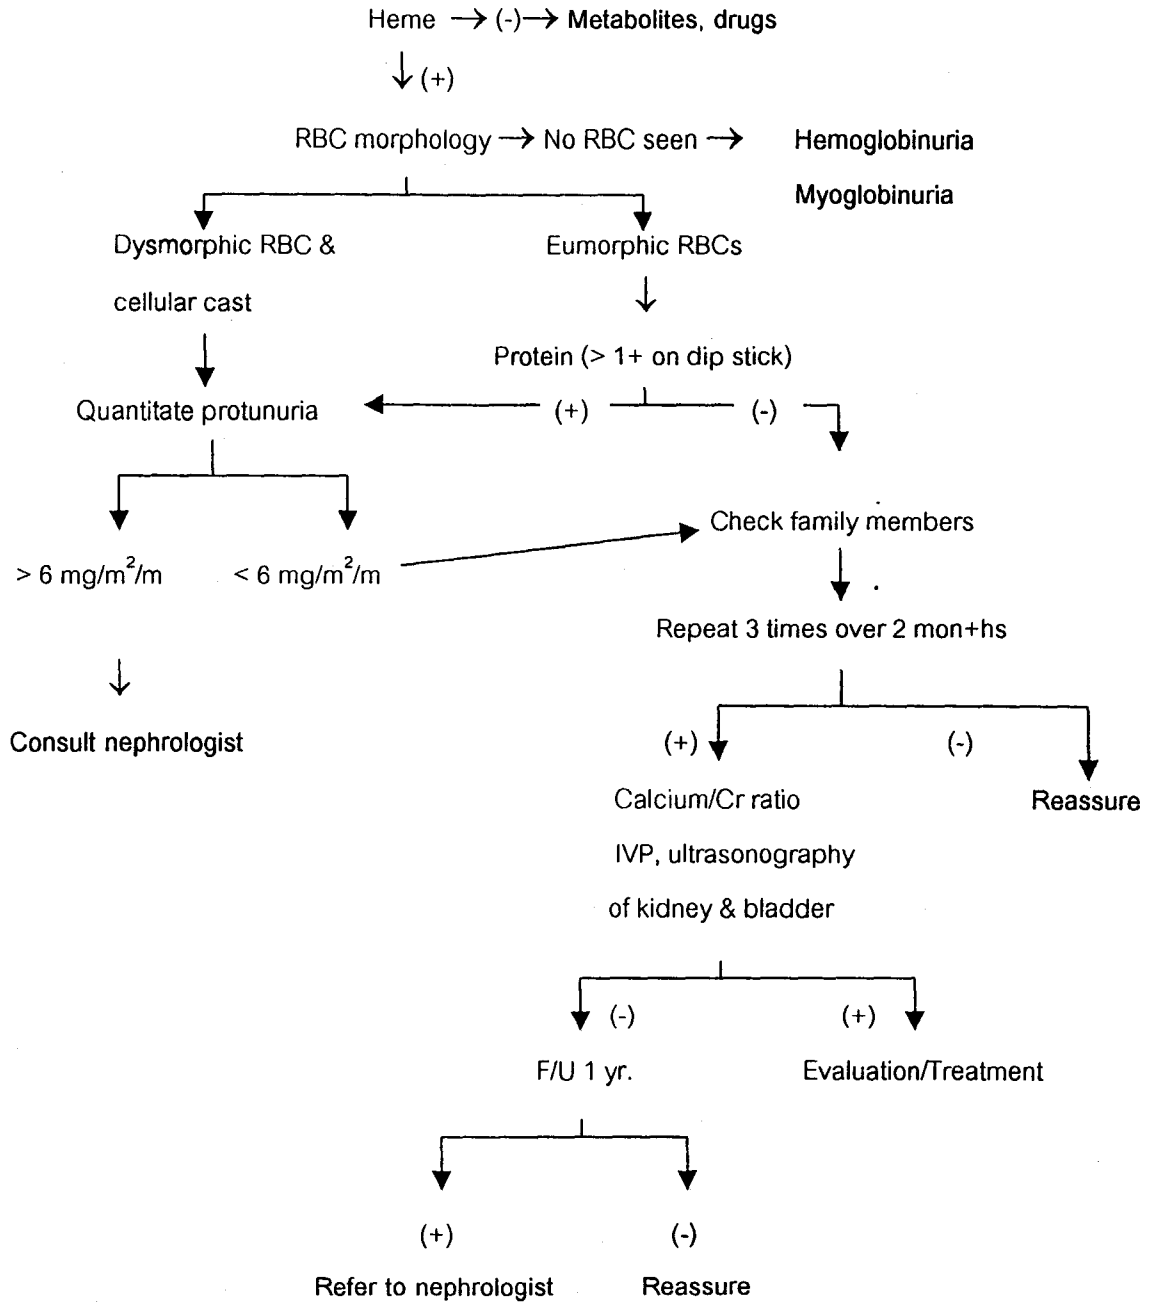 Heme → (-) → Metabolites, drugs
(+)
RBC morphology → No RBC seen → Hemoglobinuria
Myoglobinuria
Dysmorphic RBC & Eumorphic RBCs
cellular cast
Protein (> 1+ on dip stick)
Quantitate protunuria (+) (-)
Check family members
> 6 mg/m²/m < 6 mg/m²/m
Repeat 3 times over 2 mon+hs
Consult nephrologist (+) (-)
Calcium/Cr ratio Reassure
IVP, ultrasonography
of kidney & bladder
(-) (+)
F/U 1 yr. Evaluation/Treatment
(+) (-)
Refer to nephrologist Reassure